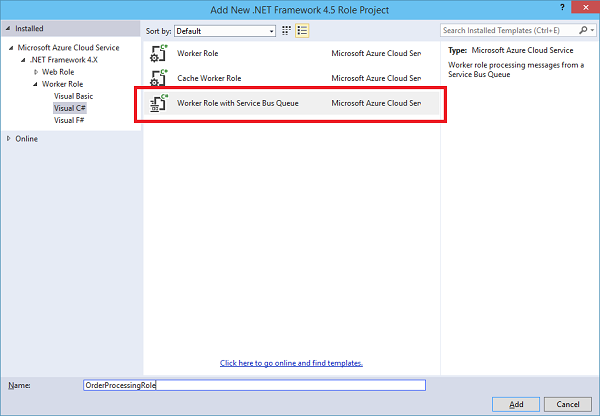 Add New .NET Framework 4.5 Role Project
?
Installed
Sort by: Default
Search Installed Templates (Ctrl+E)
Microsoft Azure Cloud Service
.NET Framework 4.X
Web Role
Worker Role
Visual Basic
Visual C#
Visual F#
Online
C# Worker Role Microsoft Azure Cloud Ser
C# Cache Worker Role Microsoft Azure Cloud Ser
C# Worker Role with Service Bus Queue Microsoft Azure Cloud Ser
Type: Microsoft Azure Cloud Service
Worker role processing messages from a
Service Bus Queue
Click here to go online and find templates.
Name: OrderProcessingRole
Add Cancel